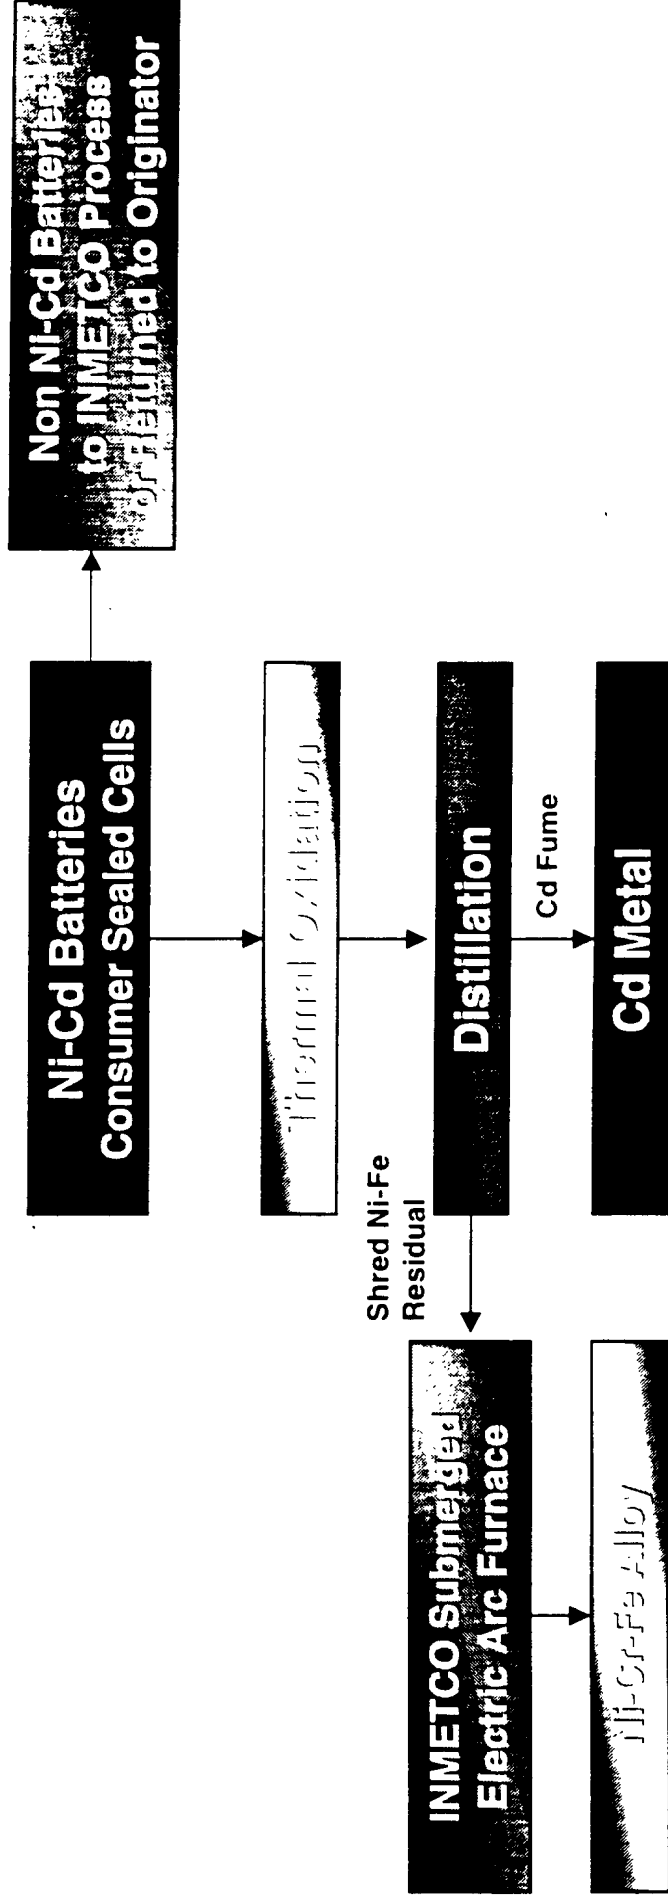 Ni-Cd Batteries
Consumer Sealed Cells
Non Ni-Cd Batteries
to INMETCO Process
or Returned to Originator
Thermal Oxidation
Shred Ni-Fe
Residual
Distillation
INMETCO Submerged
Electric Arc Furnace
Cd Fume
Ni-Cr-Fe Alloy
Cd Metal